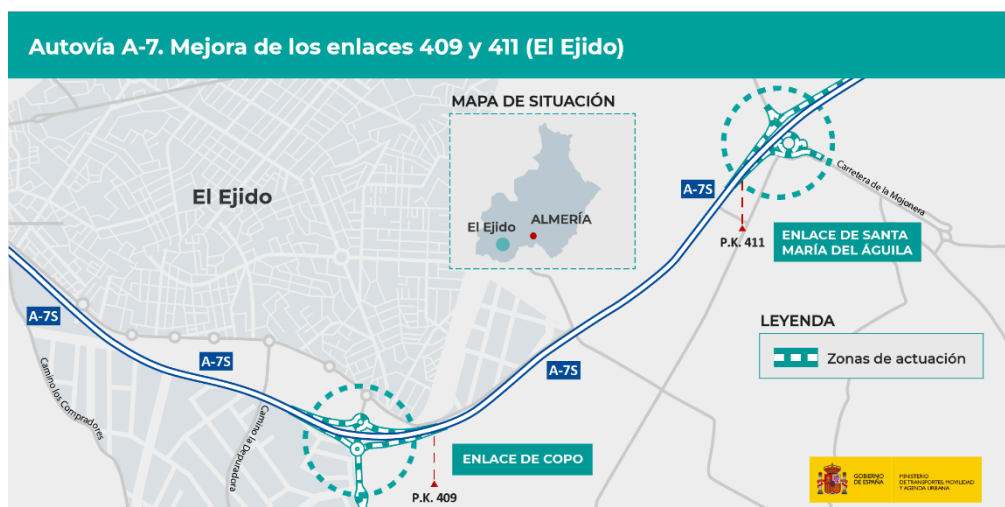 Autovía A-7. Mejora de los enlaces 409 y 411 (El Ejido)
MAPA DE SITUACIÓN
El Ejido
ALMERÍA
El Ejido
A-7S
Carretera de la Mojonera
P.K. 411
ENLACE DE SANTA
MARÍA DEL ÁGUILA
LEYENDA
Zonas de actuación
A-7S
A-7S
A-7S
Camino los Compradores
Camino la Depuradora
ENLACE DE COPO
P.K. 409
GOBIERNO
DE ESPAÑA
MINISTERIO
DE TRANSPORTES, MOVILIDAD
Y AGENDA URBANA